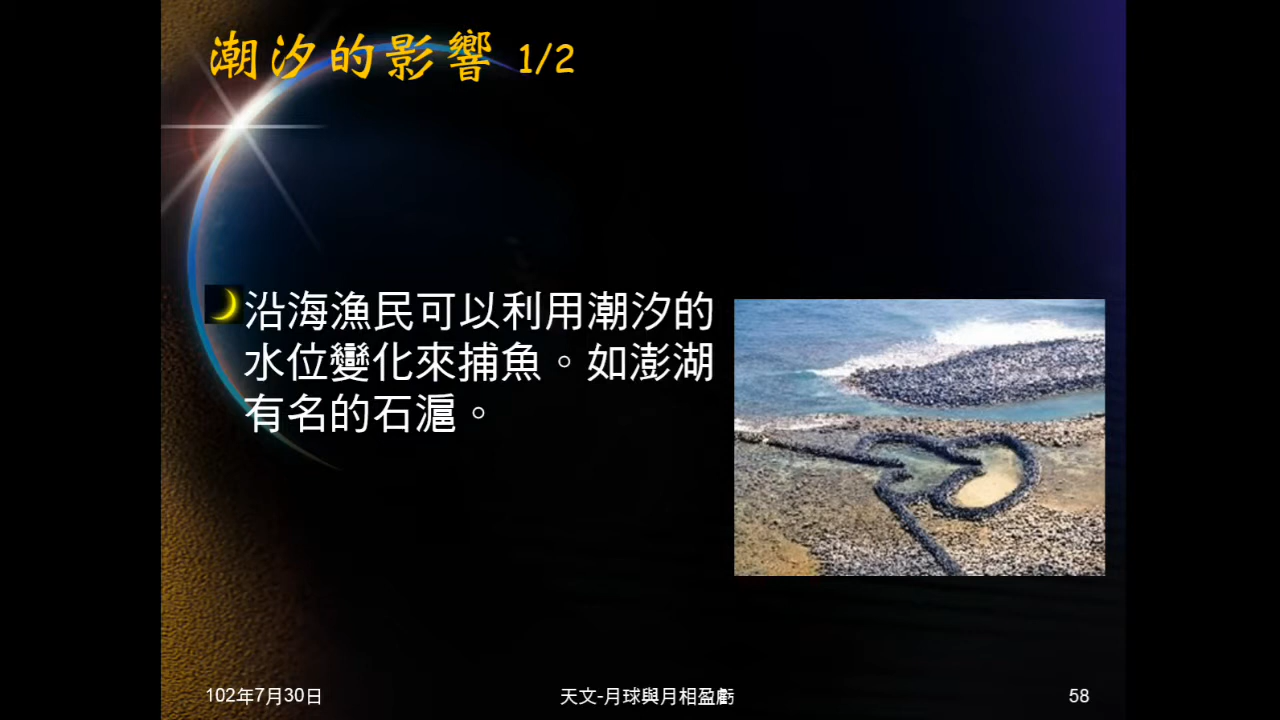 潮汐的影響 1/2
沿海漁民可以利用潮汐的
水位變化來捕魚。如澎湖
有名的石滬。
102年7月30日
天文-月球與月相盈虧
58